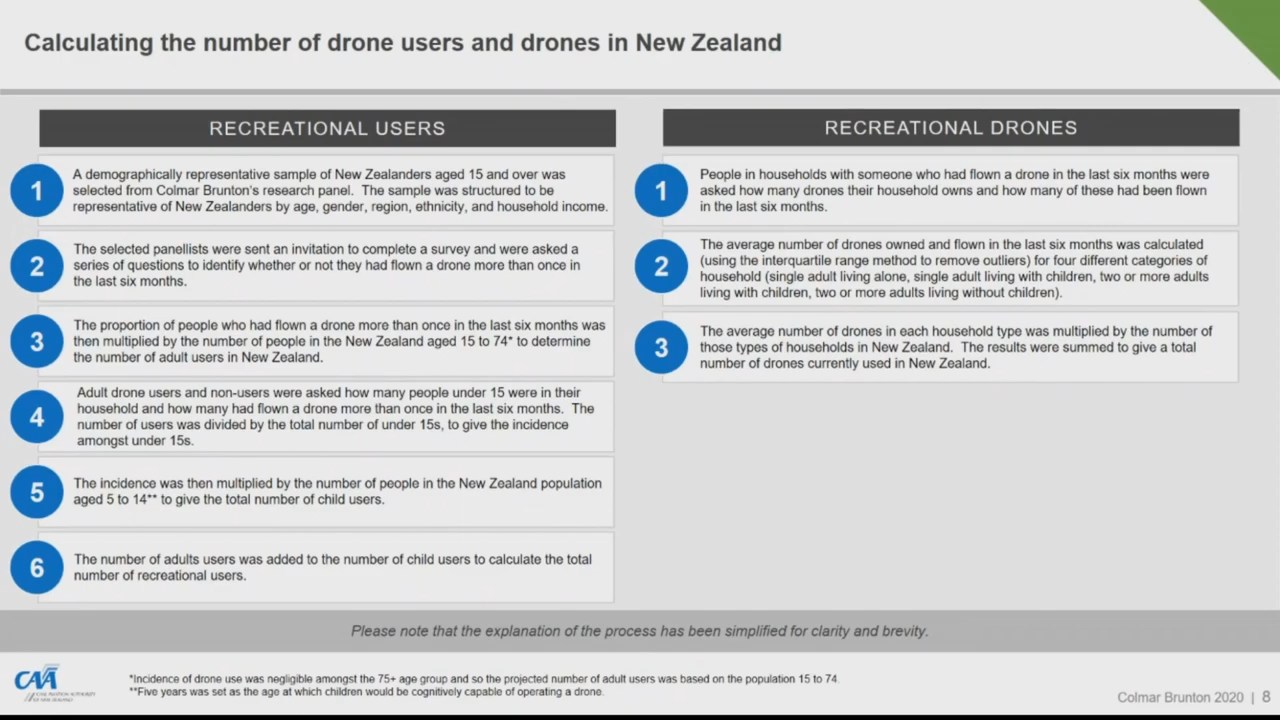 Calculating the number of drone users and drones in New Zealand
RECREATIONAL USERS
1
A demographically representative sample of New Zealanders aged 15 and over was
selected from Colmar Brunton's research panel. The sample was structured to be
representative of New Zealanders by age, gender, region, ethnicity, and household income.
2
The selected panellists were sent an invitation to complete a survey and were asked a
series of questions to identify whether or not they had flown a drone more than once in
the last six months.
3
The proportion of people who had flown a drone more than once in the last six months was
then multiplied by the number of people in the New Zealand aged 15 to 74* to determine
the number of adult users in New Zealand.
4
Adult drone users and non-users were asked how many people under 15 were in their
household and how many had flown a drone more than once in the last six months. The
number of users was divided by the total number of under 15s, to give the incidence
amongst under 15s.
5
The incidence was then multiplied by the number of people in the New Zealand population
aged 5 to 14** to give the total number of child users.
6
The number of adults users was added to the number of child users to calculate the total
number of recreational users.
RECREATIONAL DRONES
1
People in households with someone who had flown a drone in the last six months were
asked how many drones their household owns and how many of these had been flown
in the last six months.
2
The average number of drones owned and flown in the last six months was calculated
(using the interquartile range method to remove outliers) for four different categories of
household (single adult living alone, single adult living with children, two or more adults
living with children, two or more adults living without children).
3
The average number of drones in each household type was multiplied by the number of
those types of households in New Zealand. The results were summed to give a total
number of drones currently used in New Zealand.
Please note that the explanation of the process has been simplified for clarity and brevity.
CAA
CIVIL AVIATION AUTHORITY
OF NEW ZEALAND
*Incidence of drone use was negligible amongst the 75+ age group and so the projected number of adult users was based on the population 15 to 74.
**Five years was set as the age at which children would be cognitively capable of operating a drone.
Colmar Brunton 2020 | 8